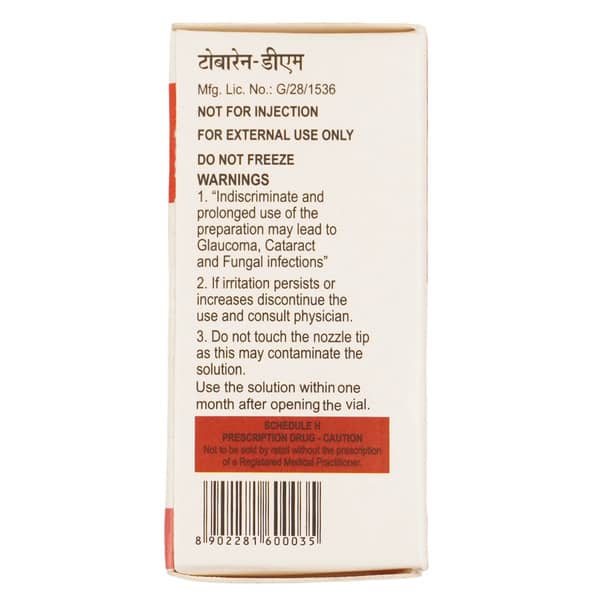 टोबारेन-डीएम
Mfg. Lic. No.: G/28/1536
NOT FOR INJECTION
FOR EXTERNAL USE ONLY
DO NOT FREEZE
WARNINGS
1. “Indiscriminate and
prolonged use of the
preparation may lead to
Glaucoma, Cataract
and Fungal infections”
2. If irritation persists or
increases discontinue the
use and consult physician.
3. Do not touch the nozzle tip
as this may contaminate the
solution.
Use the solution within one
month after opening the vial.
SCHEDULE H
PRESCRIPTION DRUG - CAUTION
Not to be sold by retail without the prescription
of a Registered Medical Practitioner.
8 902281 600035